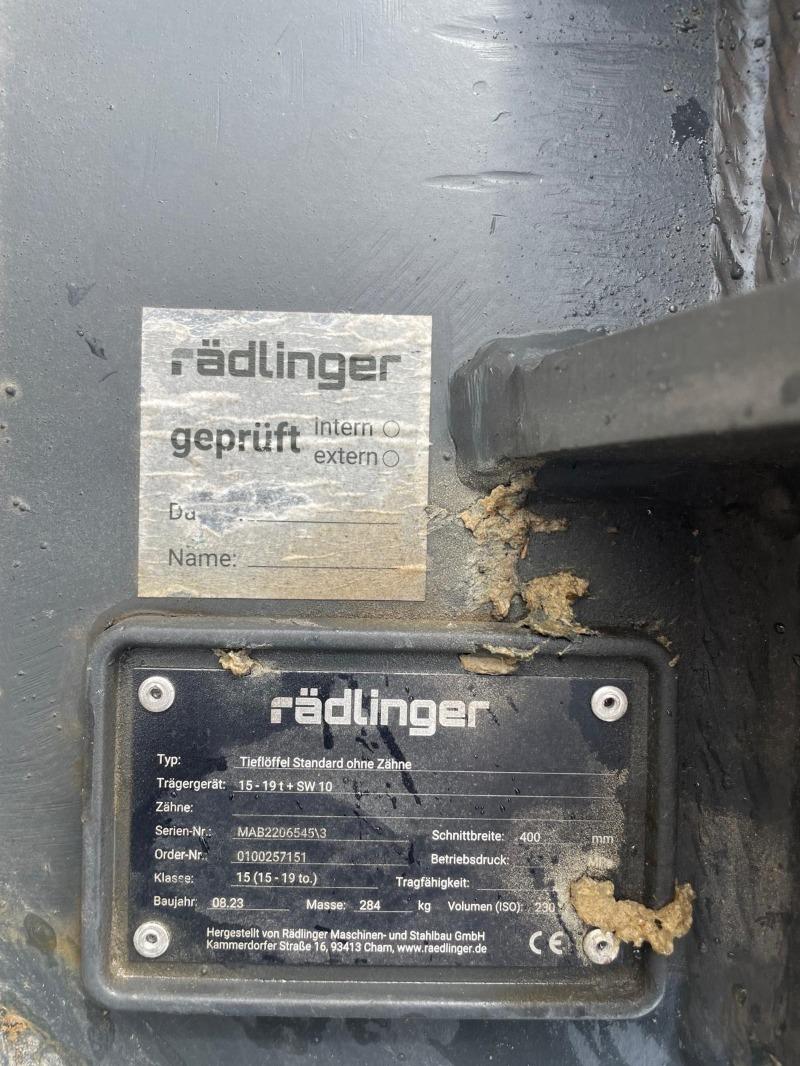 rädlinger
geprüft intern
extern
Name:
rädlinger
Typ: Tieflöffel Standard ohne Zähne
Trägergerät: 15 - 19 t + SW 10
Zähne:
Serien-Nr.: MAB2206545\3 Schnittbreite: 400 mm
Order-Nr.: 0100257151 Betriebsdruck:
Klasse: 15 (15 - 19 to.) Tragfähigkeit:
Baujahr: 08.23 Masse: 284 kg Volumen (ISO): 230
Hergestellt von Rädlinger Maschinen- und Stahlbau GmbH
Kammerdorfer Straße 16, 93413 Cham, www.raedlinger.de
CE